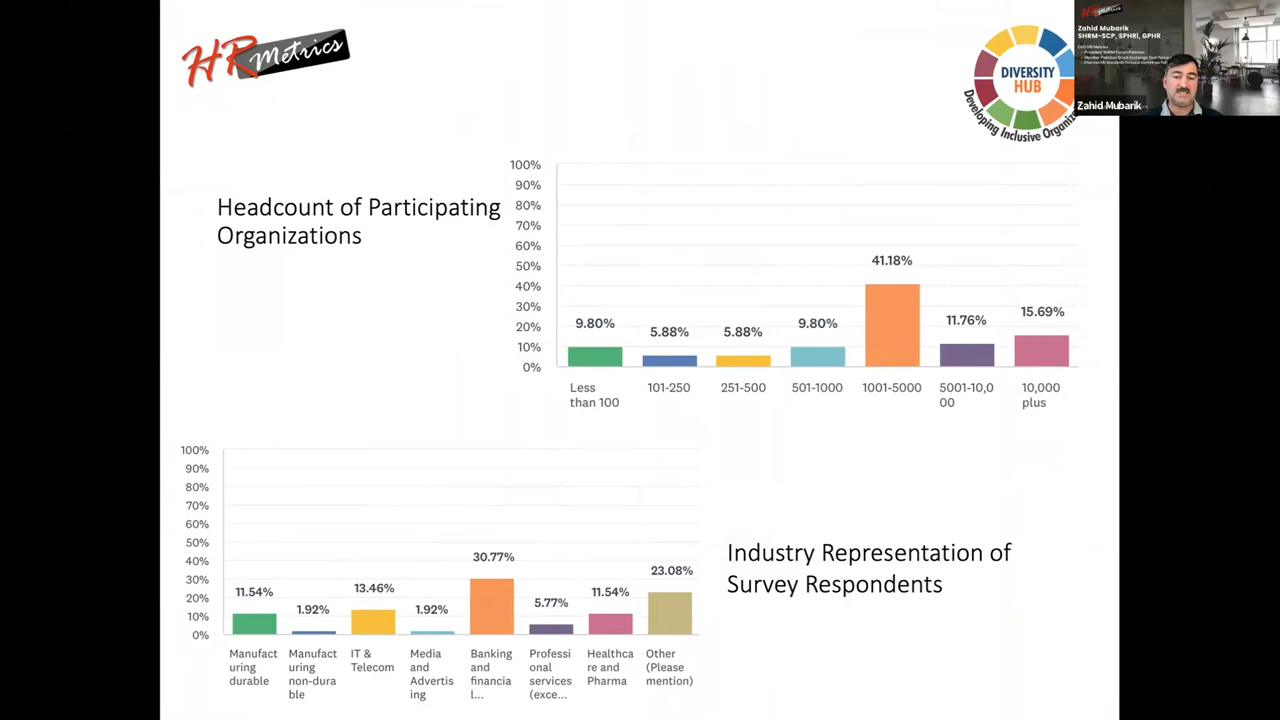 HR Metrics
DIVERSITY
HUB
Developing Inclusive Organiz
HR Metrics
Zahid Mubarik
SHRM-SCP, SPHRi, GPHR
CEO HR Metrics
Zahid Mubarik
Headcount of Participating
Organizations
100%
90%
80%
70%
60%
50%
40%
30%
20%
10%
0%
9.80%
5.88%
5.88%
9.80%
41.18%
11.76%
15.69%
Less
than 100
101-250
251-500
501-1000
1001-5000
5001-10,0
00
10,000
plus
100%
90%
80%
70%
60%
50%
40%
30%
20%
10%
0%
11.54%
1.92%
13.46%
1.92%
30.77%
5.77%
11.54%
23.08%
Manufact
uring
durable
Manufact
uring
non-dura
ble
IT &
Telecom
Media
and
Advertis
ing
Banking
and
financia
l...
Professi
onal
services
(exce...
Healthca
re and
Pharma
Other
(Please
mention)
Industry Representation of
Survey Respondents